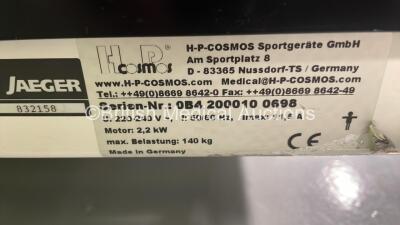 H-P-COSMOS Sportgeräte GmbH
Am Sportplatz 8
D - 83365 Nussdorf-TS / Germany
H P
cosmos
www.H-P-COSMOS.com Medical@H-P-COSMOS.com
Tel.: ++49(0)8669 8642-0 Fax: ++49(0)8669 8642-49
JAEGER
832158
Serien-Nr.: 0B4 200010 0698
Auctions
Motor: 2,2 kW
max. Belastung: 140 kg
Made in Germany
CE